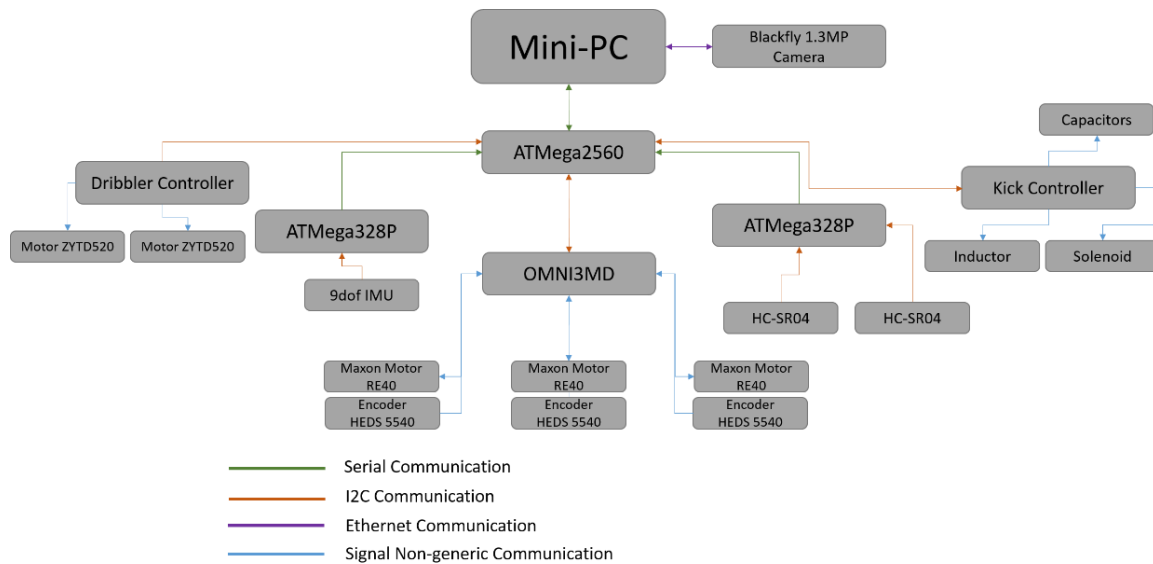 Mini-PC
Blackfly 1.3MP
Camera
Capacitors
ATMega2560
Dribbler Controller
Kick Controller
ATMega328P
ATMega328P
Motor ZYTD520
Motor ZYTD520
OMNI3MD
Inductor
Solenoid
9dof IMU
HC-SR04
HC-SR04
Maxon Motor
RE40
Maxon Motor
RE40
Maxon Motor
RE40
Encoder
HEDS 5540
Encoder
HEDS 5540
Encoder
HEDS 5540
Serial Communication
I2C Communication
Ethernet Communication
Signal Non-generic Communication